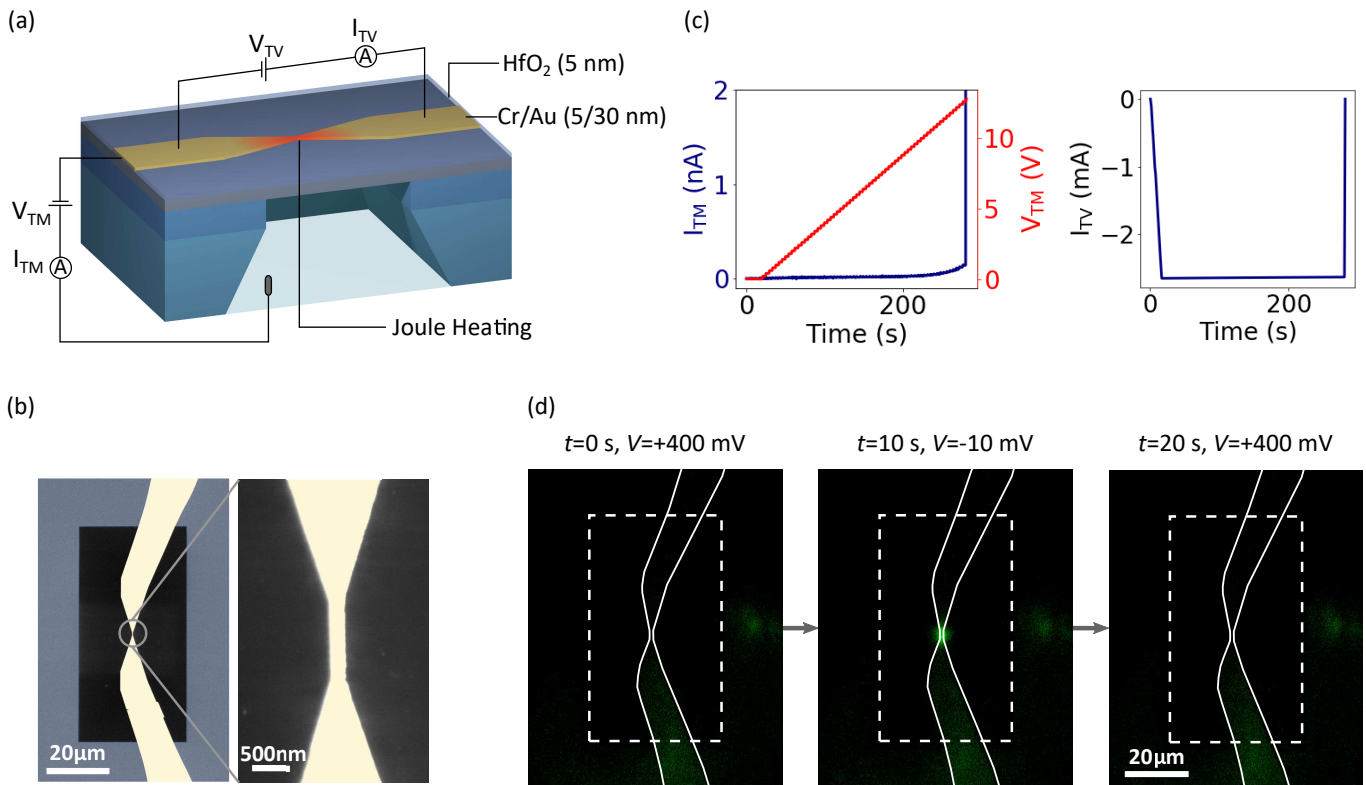 (a)
V_TV
I_TV
A
HfO₂ (5 nm)
Cr/Au (5/30 nm)
V_TM
I_TM
A
Joule Heating
(b)
20μm
500nm
(c)
I_TM (nA)
2
1
0
V_TM (V)
10
5
0
0
200
Time (s)
I_TV (mA)
0
−1
−2
0
200
Time (s)
(d)
t=0 s, V=+400 mV
t=10 s, V=-10 mV
t=20 s, V=+400 mV
20μm